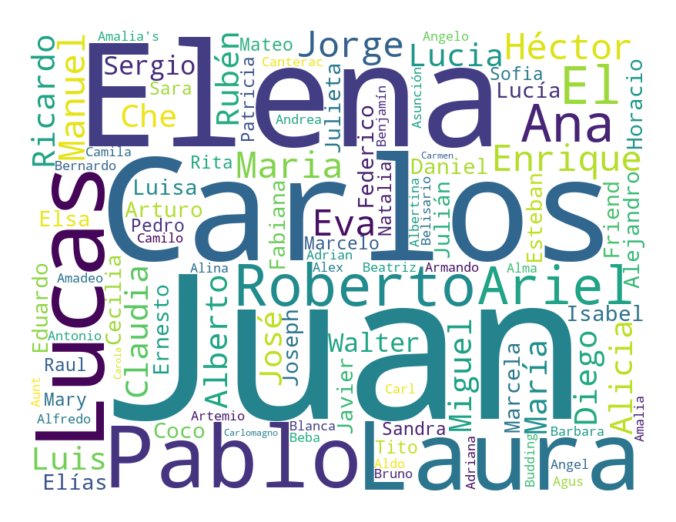 Amalia's
Mateo
Angelo
Elena
Jorge
Lucia
Héctor
Ricardo
Manuel
Sergio
Rubén
Canterac
Sara
Patricia
Julieta
Sofia
El
Horacio
Che
Andrea
Benjamín
Asunción
Lucía
Ana
Camila
Bernardo
Rita
Maria
Federico
Carmen
Daniel
Enrique
Lucas
Carlos
Luisa
Natalia
Albertina
Belisario
Julián
Esteban
Friend
Alejandro
Elsa
Arturo
Pedro
Camilo
Fabiana
Eva
Marcelo
Adrian
Eduardo
Amadeo
Cecilia
Claudia
Alina
Roberto
Alex
Beatriz
Armando
Alma
Ariel
Antonio
Ernesto
Alberto
José
Joseph
Isabel
Raul
Carola
Juan
Walter
Miguel
Marcela
María
Diego
Alicia
Aunt
Mary
Javier
Carl
Alfredo
Artemio
Coco
Carlomagno
Blanca
Beba
Sandra
Barbara
Amalia
Luis
Pablo
Tito
Laura
Budding
Elías
Aldo
Bruno
Adriana
Angel
Agus